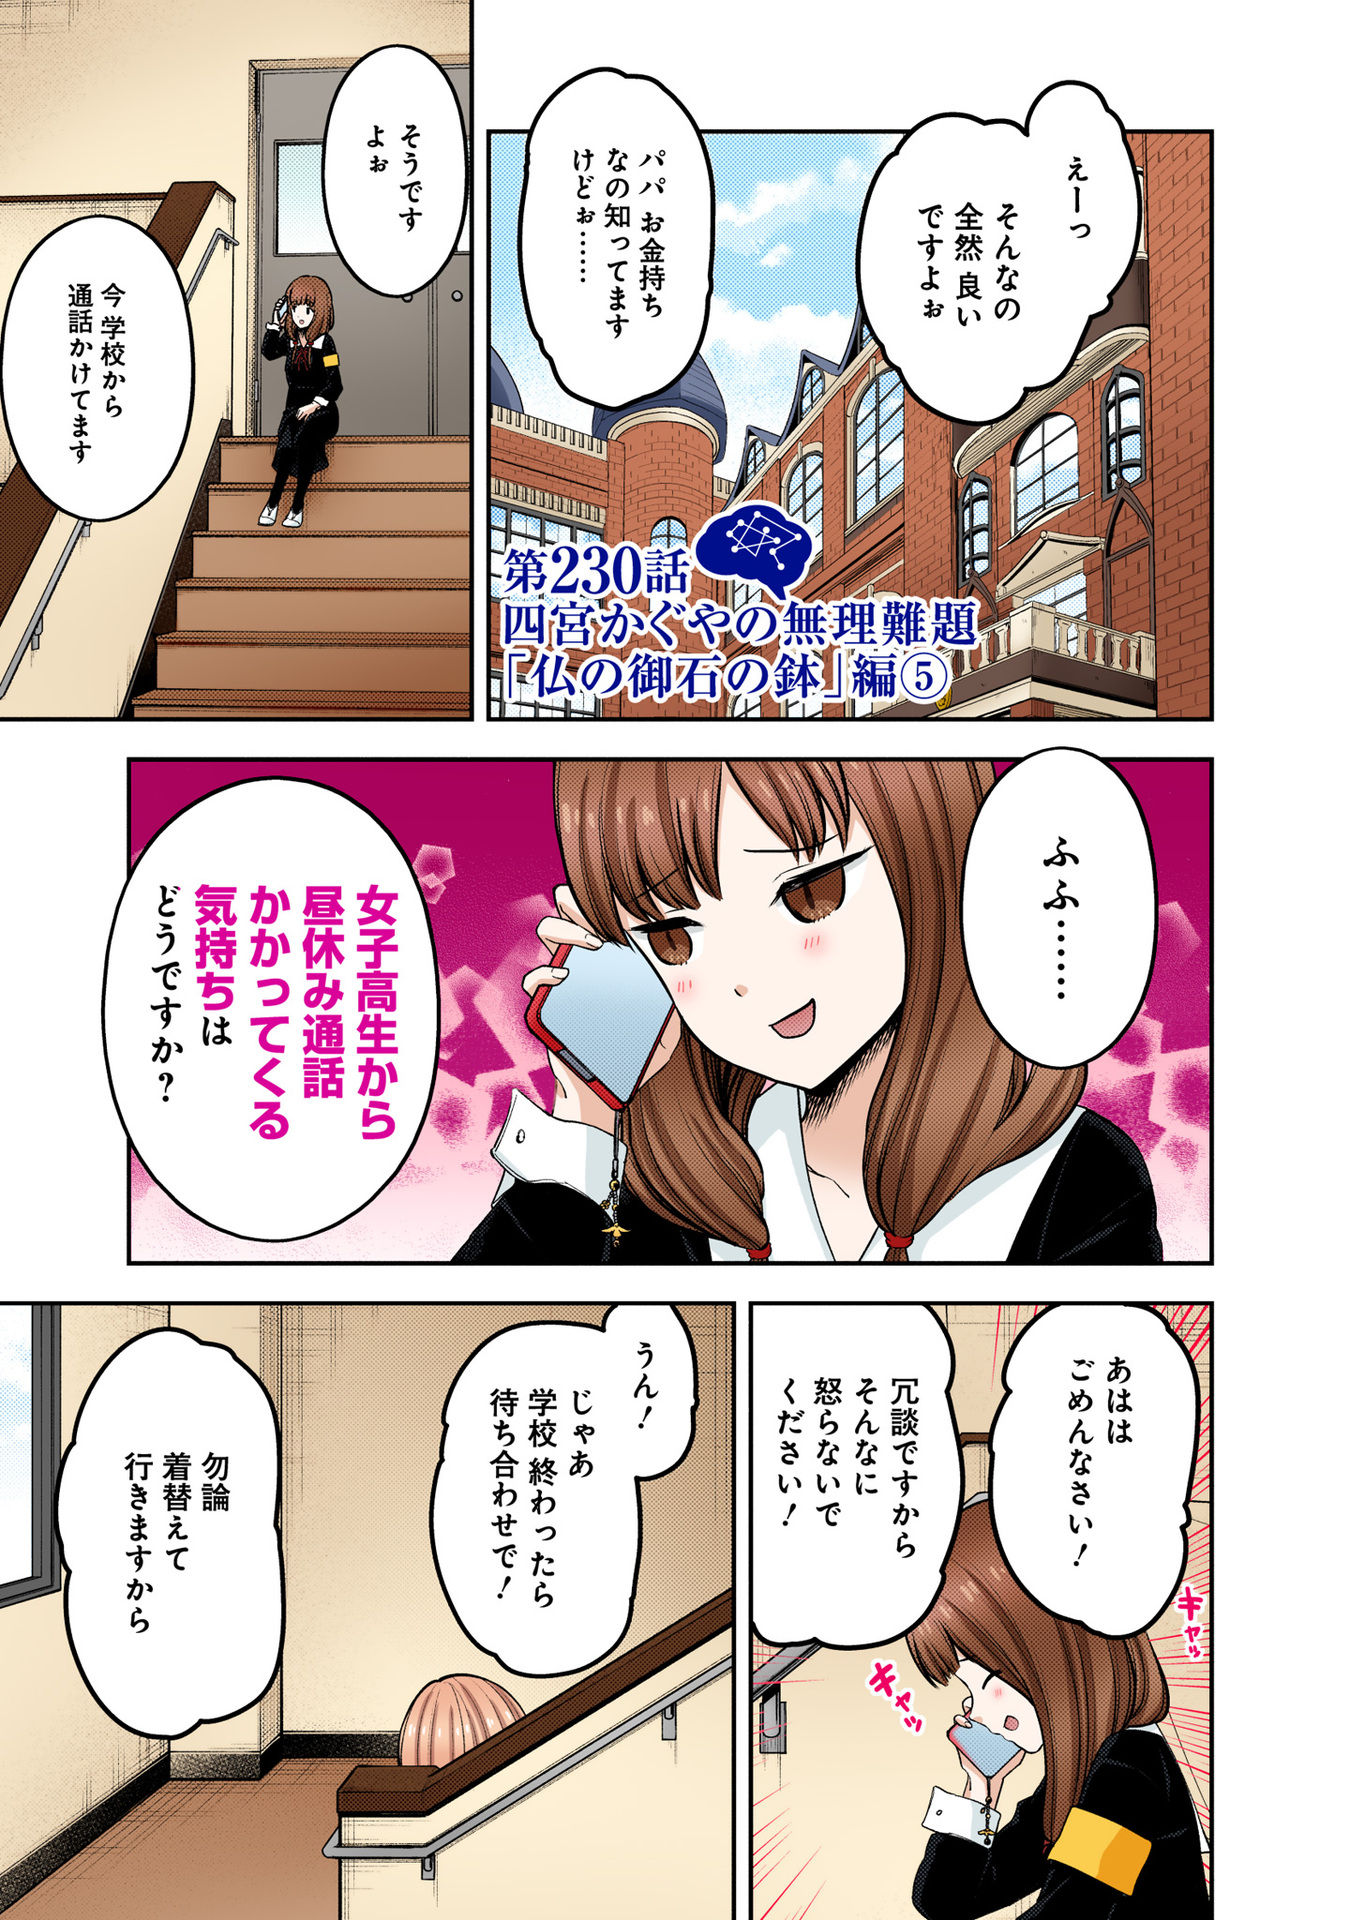 えーっ
そんなの
全然 良い
ですよぉ
パパ お金持ち
なの知ってます
けどぉ……
第230話
四宮かぐやの無理難題
「仏の御石の鉢」編⑤
そうです
よぉ
今 学校から
通話かけてます
ふふ……
女子高生から
昼休み通話
かかってくる
気持ちは
どうですか？
あはは
ごめんなさい！
冗談ですから
そんなに
怒らないで
ください！
キャッ
キャッ
うん！
じゃあ
学校 終わったら
待ち合わせで！
勿論
着替えて
行きますから